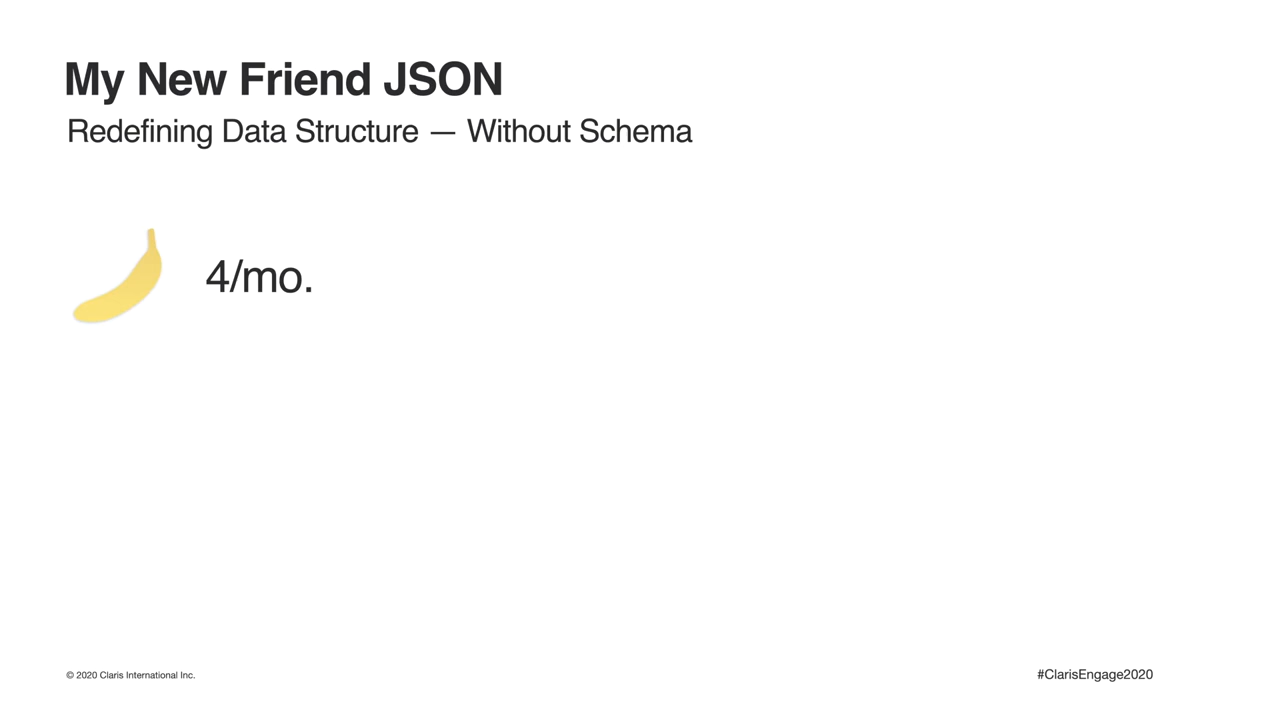 My New Friend JSON
Redefining Data Structure — Without Schema
4/mo.
© 2020 Claris International Inc.
#ClarisEngage2020